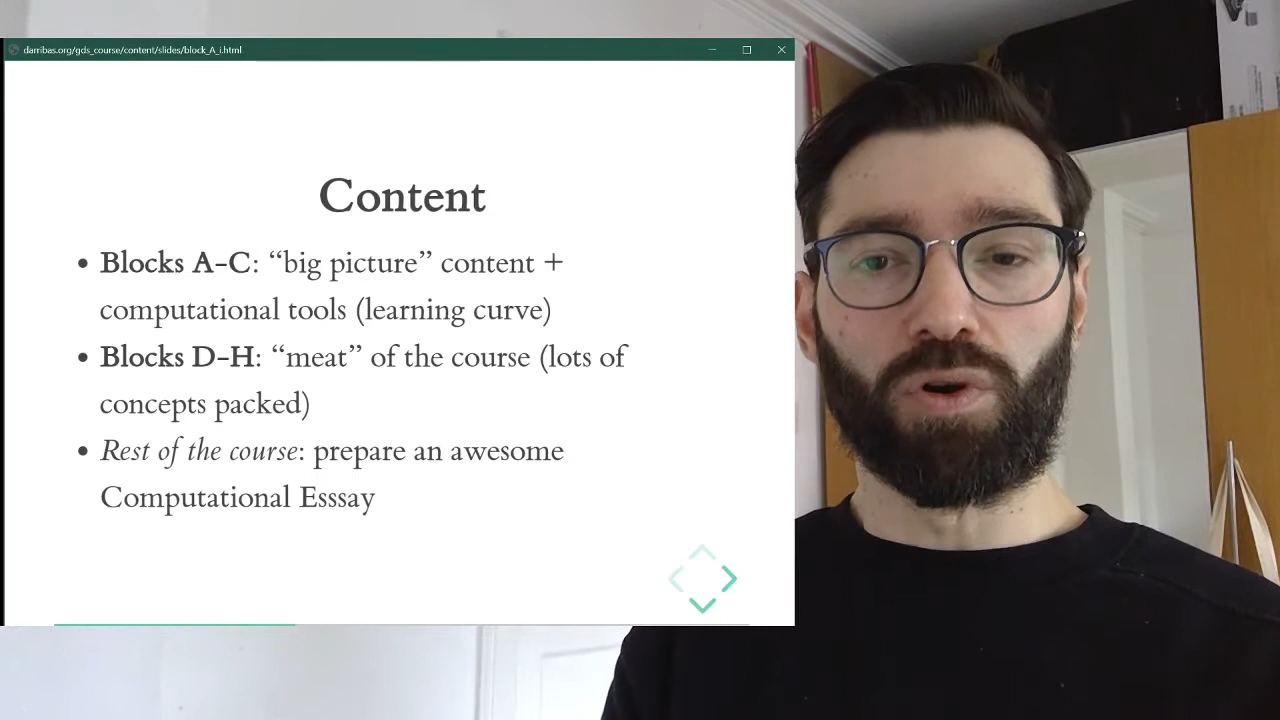 darribas.org/gds_course/content/slides/block_A_i.html
Content
• Blocks A-C: “big picture” content +
computational tools (learning curve)
• Blocks D-H: “meat” of the course (lots of
concepts packed)
• Rest of the course: prepare an awesome
Computational Esssay